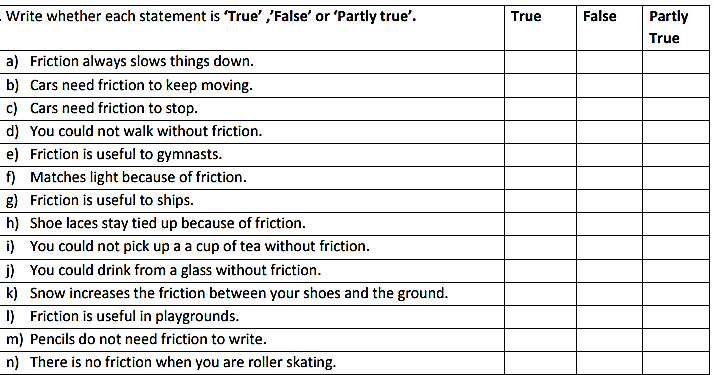 . Write whether each statement is ‘True’ ,’False’ or ‘Partly true’. True False Partly
True
a) Friction always slows things down.
b) Cars need friction to keep moving.
c) Cars need friction to stop.
d) You could not walk without friction.
e) Friction is useful to gymnasts.
f) Matches light because of friction.
g) Friction is useful to ships.
h) Shoe laces stay tied up because of friction.
i) You could not pick up a a cup of tea without friction.
j) You could drink from a glass without friction.
k) Snow increases the friction between your shoes and the ground.
l) Friction is useful in playgrounds.
m) Pencils do not need friction to write.
n) There is no friction when you are roller skating.